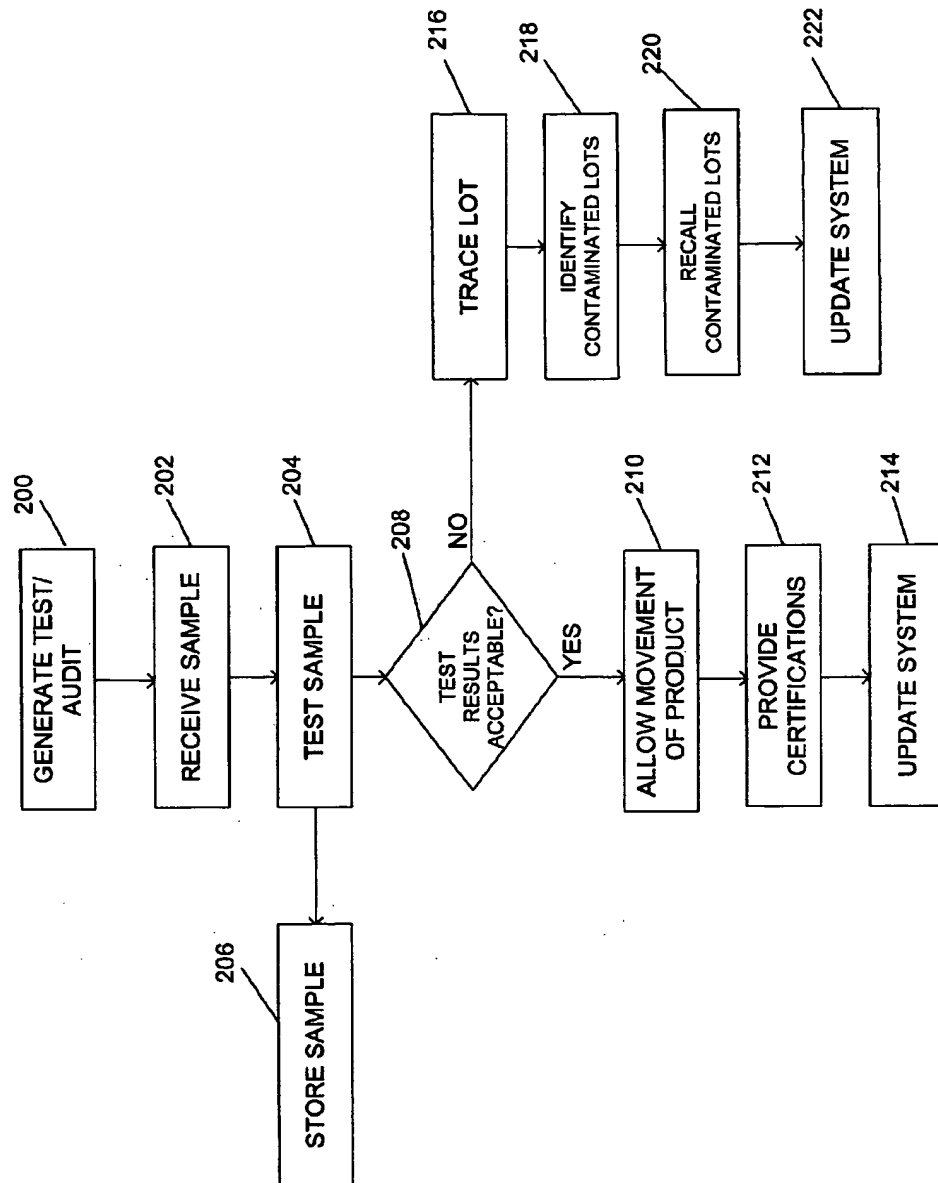 200
GENERATE TEST/
AUDIT
202
RECEIVE SAMPLE
204
TEST SAMPLE
206
STORE SAMPLE
208
TEST
RESULTS
ACCEPTABLE?
NO
YES
210
ALLOW MOVEMENT
OF PRODUCT
212
PROVIDE
CERTIFICATIONS
214
UPDATE SYSTEM
216
TRACE LOT
218
IDENTIFY
CONTAMINATED LOTS
220
RECALL
CONTAMINATED LOTS
222
UPDATE SYSTEM